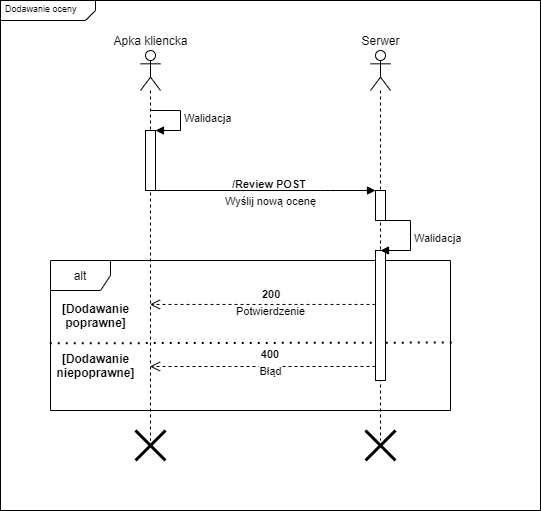 Dodawanie oceny
Apka kliencka
Serwer
Walidacja
/Review POST
Wyślij nową ocenę
Walidacja
alt
200
[Dodawanie
poprawne]
Potwierdzenie
400
[Dodawanie
niepoprawne]
Błąd